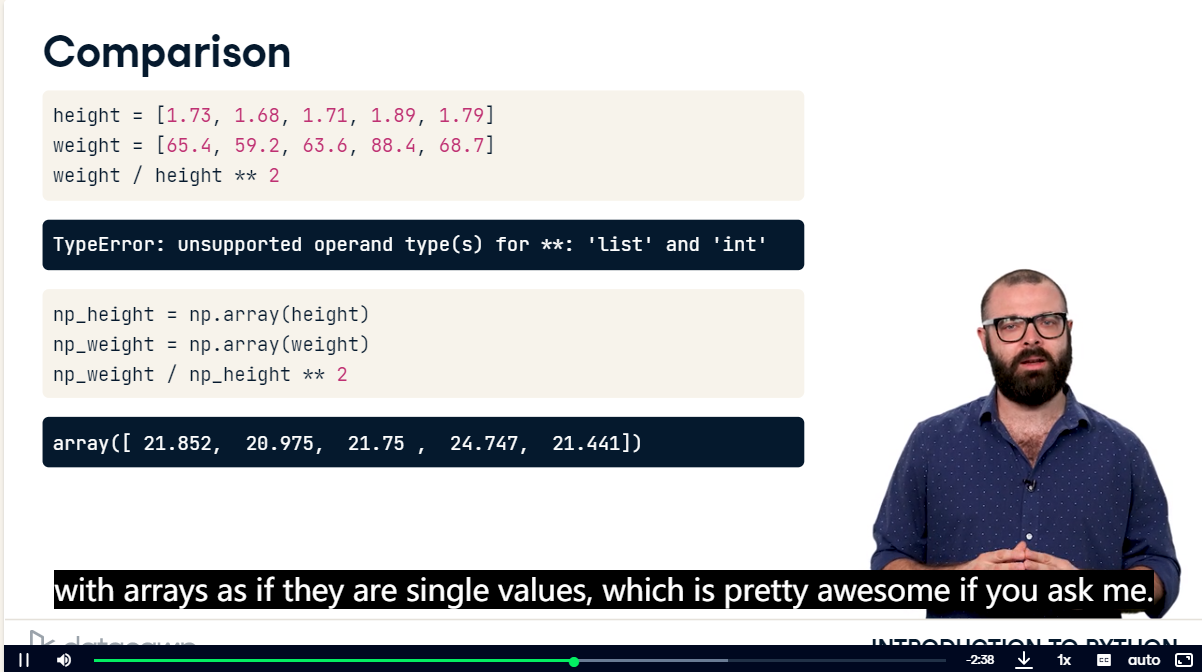 Comparison
height = [1.73, 1.68, 1.71, 1.89, 1.79]
weight = [65.4, 59.2, 63.6, 88.4, 68.7]
weight / height ** 2
TypeError: unsupported operand type(s) for **: 'list' and 'int'
np_height = np.array(height)
np_weight = np.array(weight)
np_weight / np_height ** 2
array([ 21.852,  20.975,  21.75 ,  24.747,  21.441])
with arrays as if they are single values, which is pretty awesome if you ask me.
datacamp
INTRODUCTION TO PYTHON
-2:38
1x
CC
auto